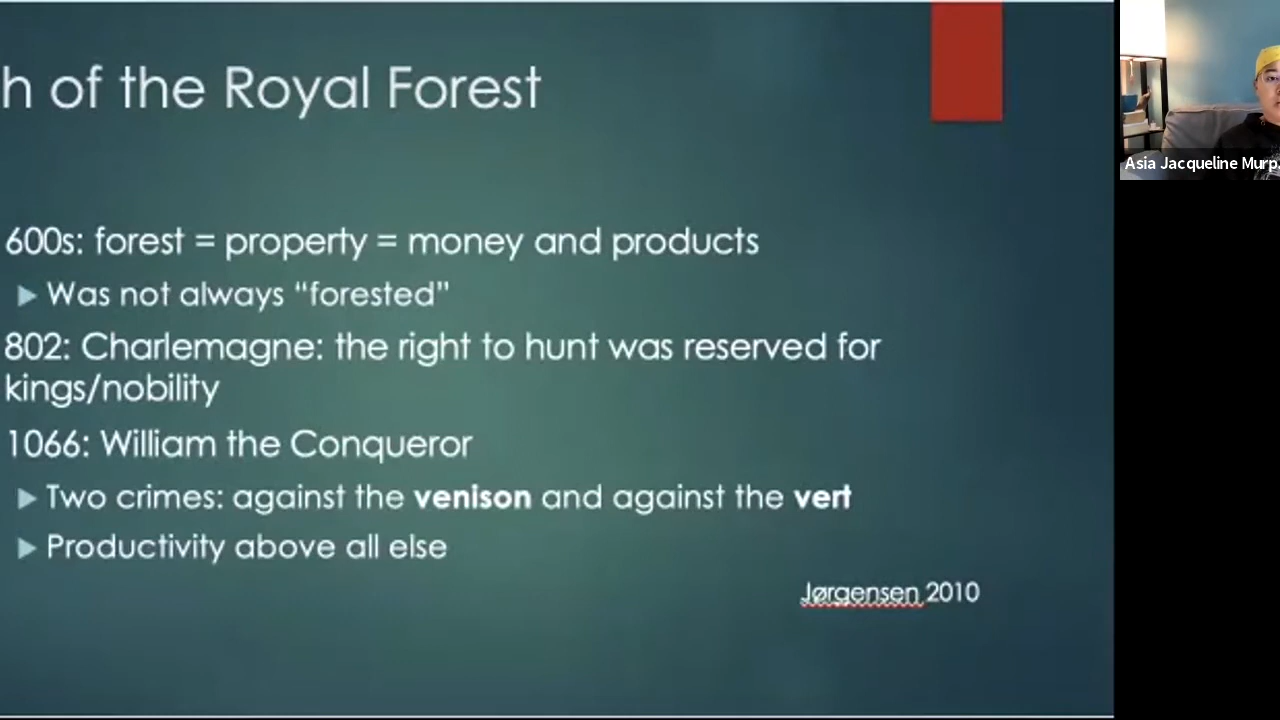 h of the Royal Forest
600s: forest = property = money and products
Was not always “forested”
802: Charlemagne: the right to hunt was reserved for
kings/nobility
1066: William the Conqueror
Two crimes: against the venison and against the vert
Productivity above all else
Jørgensen 2010
Asia Jacqueline Murp.